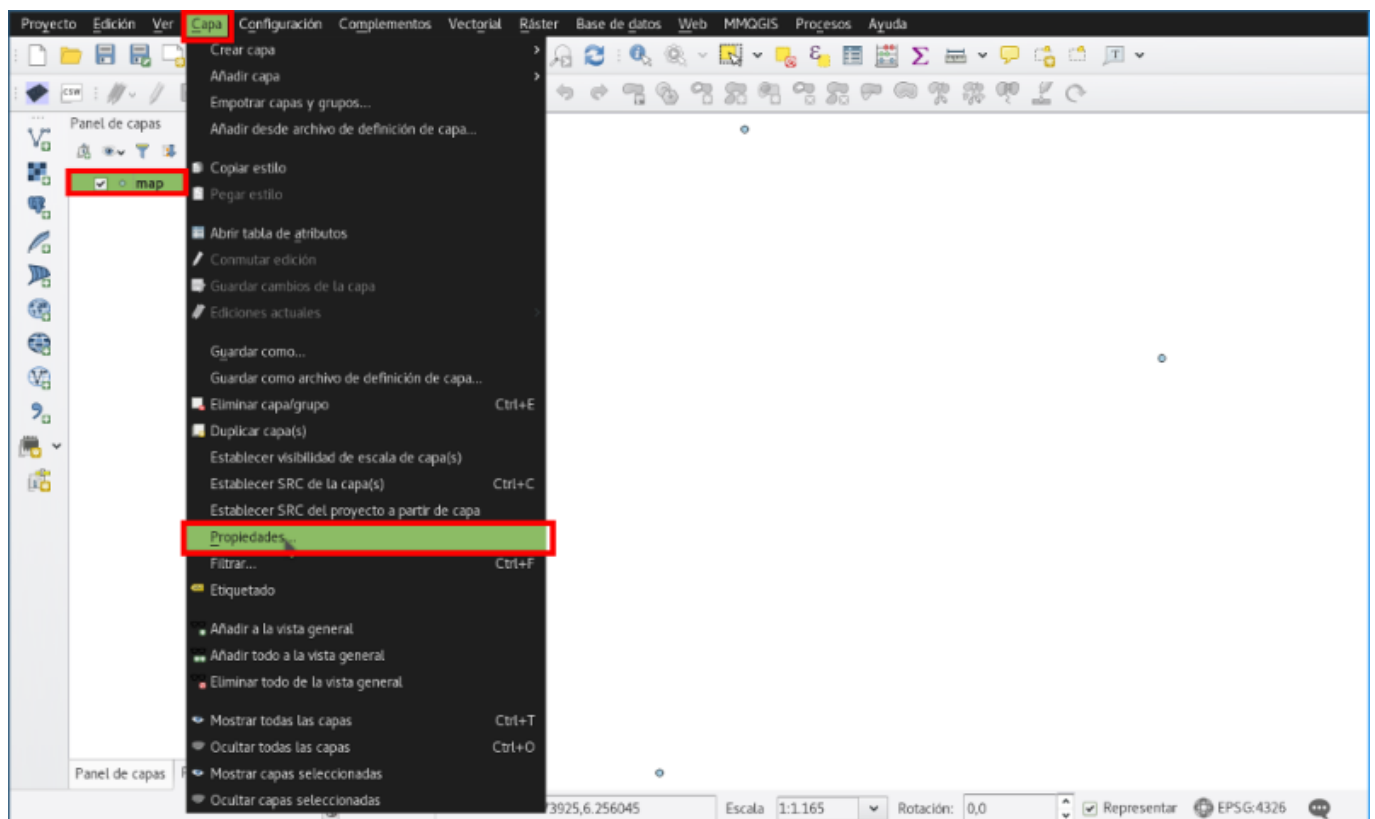 Proyecto Edición Ver Capa Configuración Complementos Vectorial Ráster Base de datos Web MMQGIS Procesos Ayuda
CSW
Panel de capas
map
Crear capa
Añadir capa
Empotrar capas y grupos...
Añadir desde archivo de definición de capa...
Copiar estilo
Pegar estilo
Abrir tabla de atributos
Conmutar edición
Guardar cambios de la capa
Ediciones actuales
Guardar como...
Guardar como archivo de definición de capa...
Eliminar capa/grupo Ctrl+E
Duplicar capa(s)
Establecer visibilidad de escala de capa(s)
Establecer SRC de la capa(s) Ctrl+C
Establecer SRC del proyecto a partir de capa
Propiedades...
Filtrar... Ctrl+F
Etiquetado
Añadir a la vista general
Añadir todo a la vista general
Eliminar todo de la vista general
Mostrar todas las capas Ctrl+T
Ocultar todas las capas Ctrl+O
Mostrar capas seleccionadas
Ocultar capas seleccionadas
Panel de capas
73925,6.256045 Escala 1:1.165 Rotación: 0,0 Representar EPSG:4326